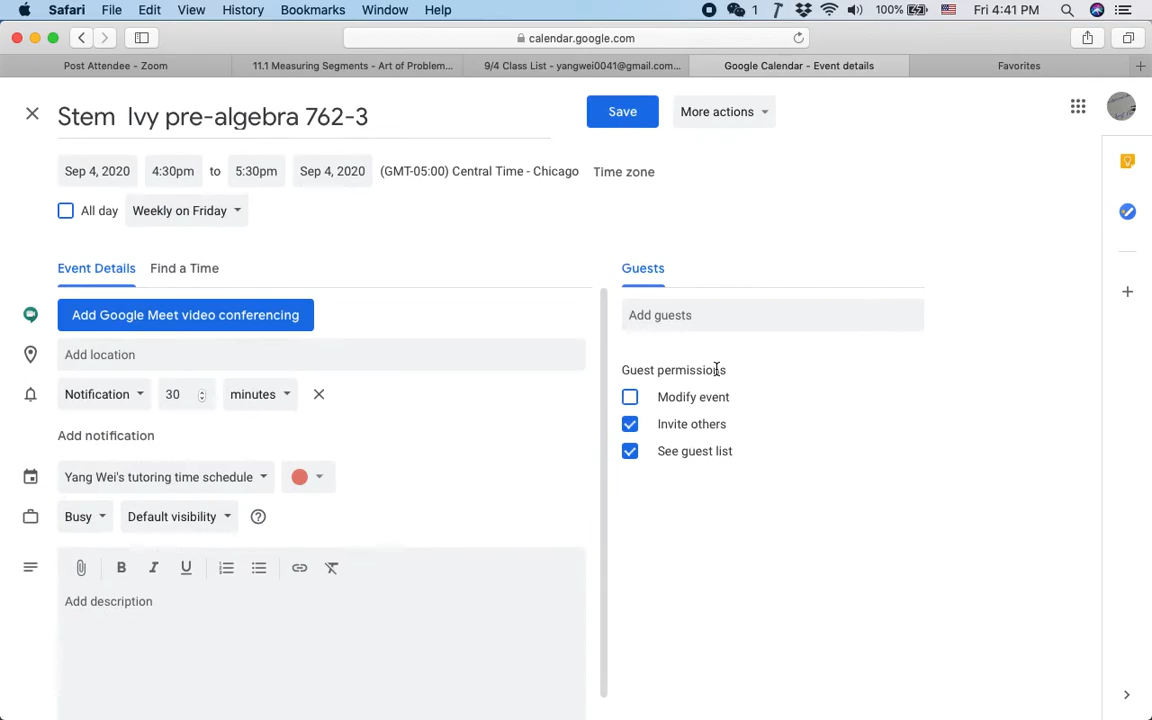 Safari File Edit View History Bookmarks Window Help 1 100% Fri 4:41 PM
calendar.google.com
Post Attendee - Zoom 11.1 Measuring Segments - Art of Problem... 9/4 Class List - yangwei0041@gmail.com... Google Calendar - Event details Favorites
Stem Ivy pre-algebra 762-3 Save More actions
Sep 4, 2020 4:30pm to 5:30pm Sep 4, 2020 (GMT-05:00) Central Time - Chicago Time zone
All day Weekly on Friday
Event Details Find a Time Guests
Add Google Meet video conferencing Add guests
Add location
Guest permissions
Notification 30 minutes Modify event
Invite others
Add notification
See guest list
Yang Wei's tutoring time schedule
Busy Default visibility
B I U
Add description